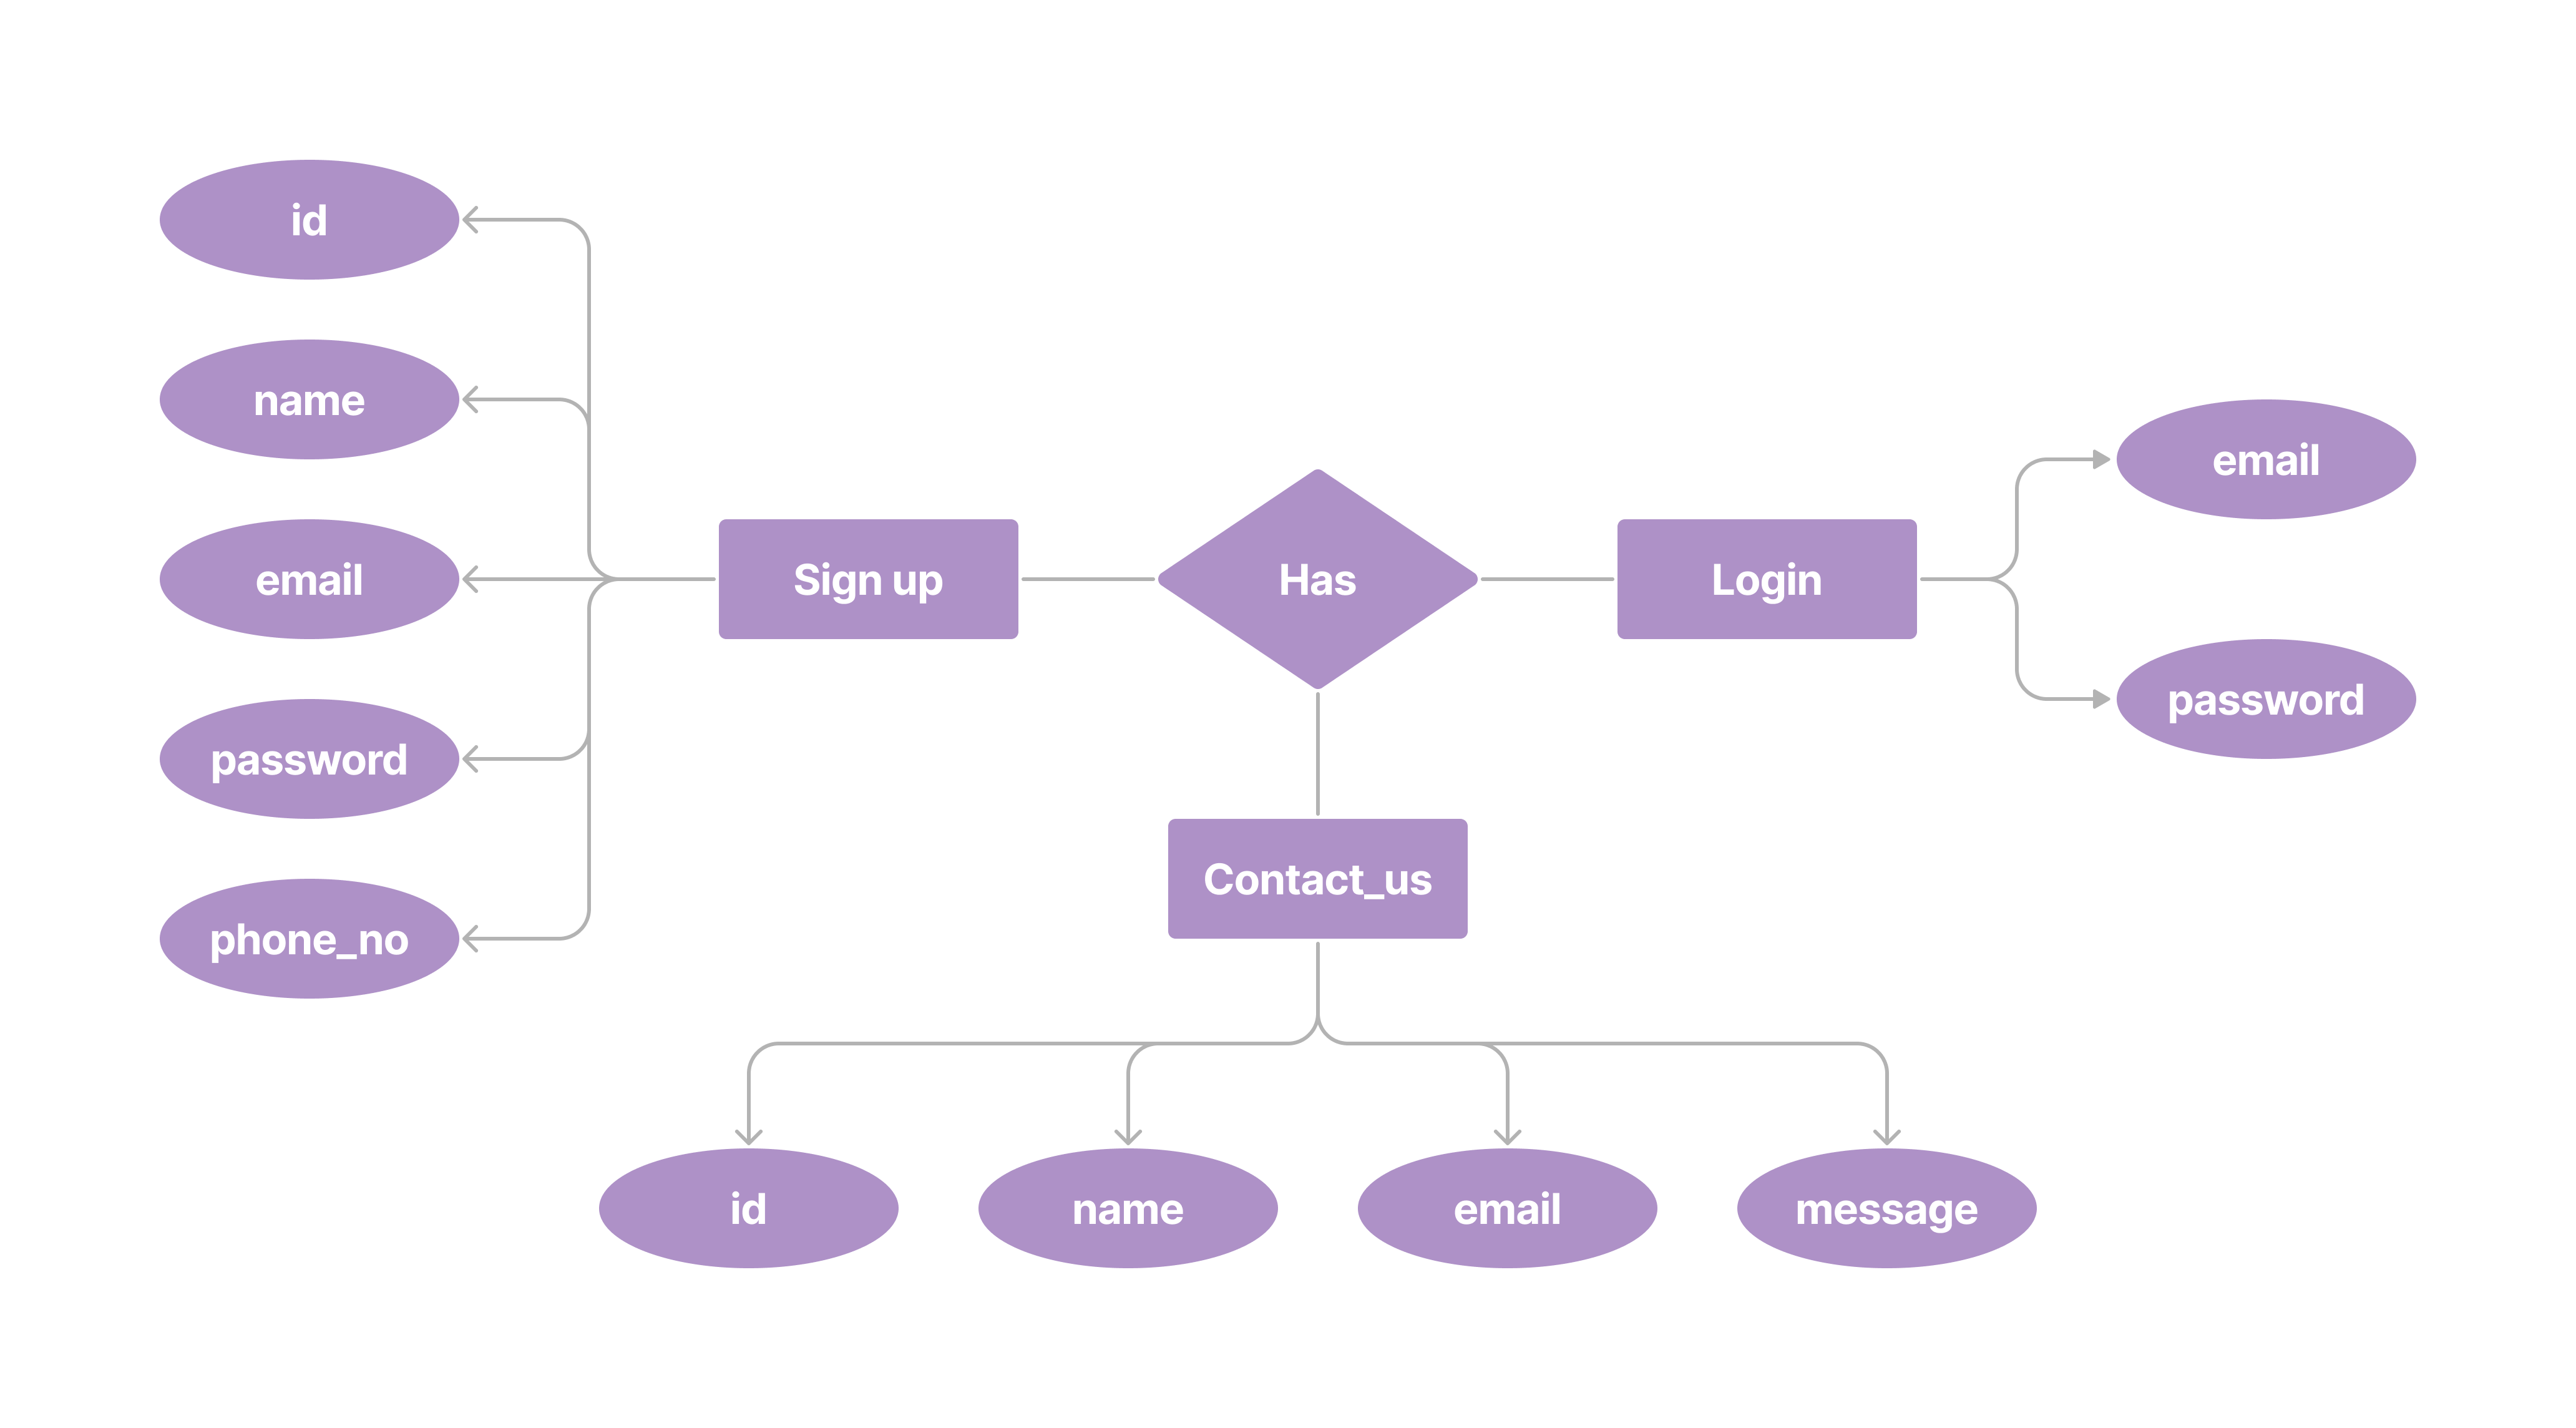 id
name
email
password
phone_no
Sign up
Has
Login
email
password
Contact_us
id
name
email
message